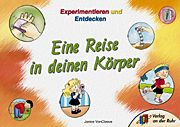 Experimentieren und
Entdecken
Eine Reise
in deinen Körper
Janice VanCleave
Verlag
an der Ruhr